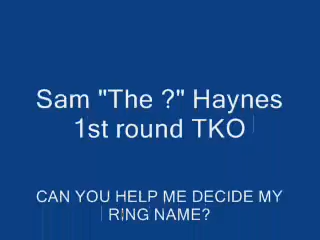 Sam "The ?" Haynes
1st round TKO
CAN YOU HELP ME DECIDE MY
RING NAME?